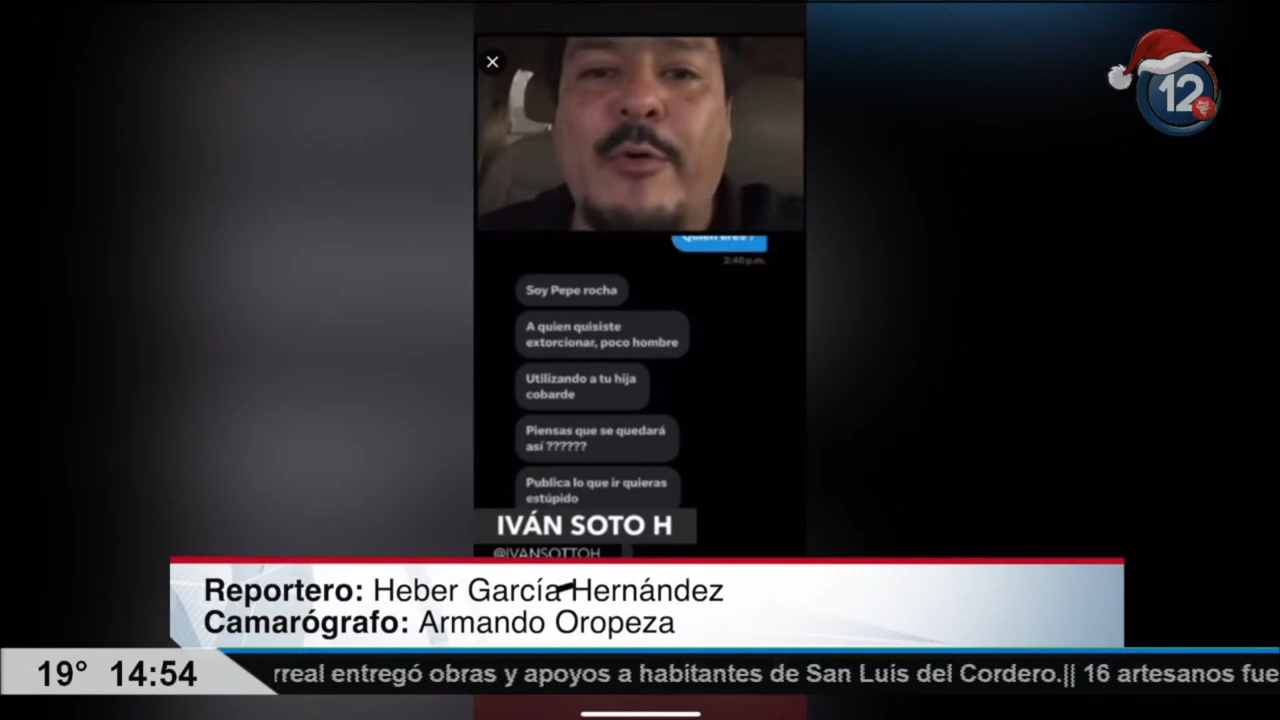 12
Quien eres ?
2:48 p.m.
Soy Pepe rocha
A quien quisiste
extorcionar, poco hombre
Utilizando a tu hija
cobarde
Piensas que se quedará
así ??????
Publica lo que ir quieras
estúpido
IVÁN SOTO H
@IVANSOTTOH
Reportero: Heber García Hernández
Camarógrafo: Armando Oropeza
19° 14:54
rreal entregó obras y apoyos a habitantes de San Luis del Cordero.|| 16 artesanos fue